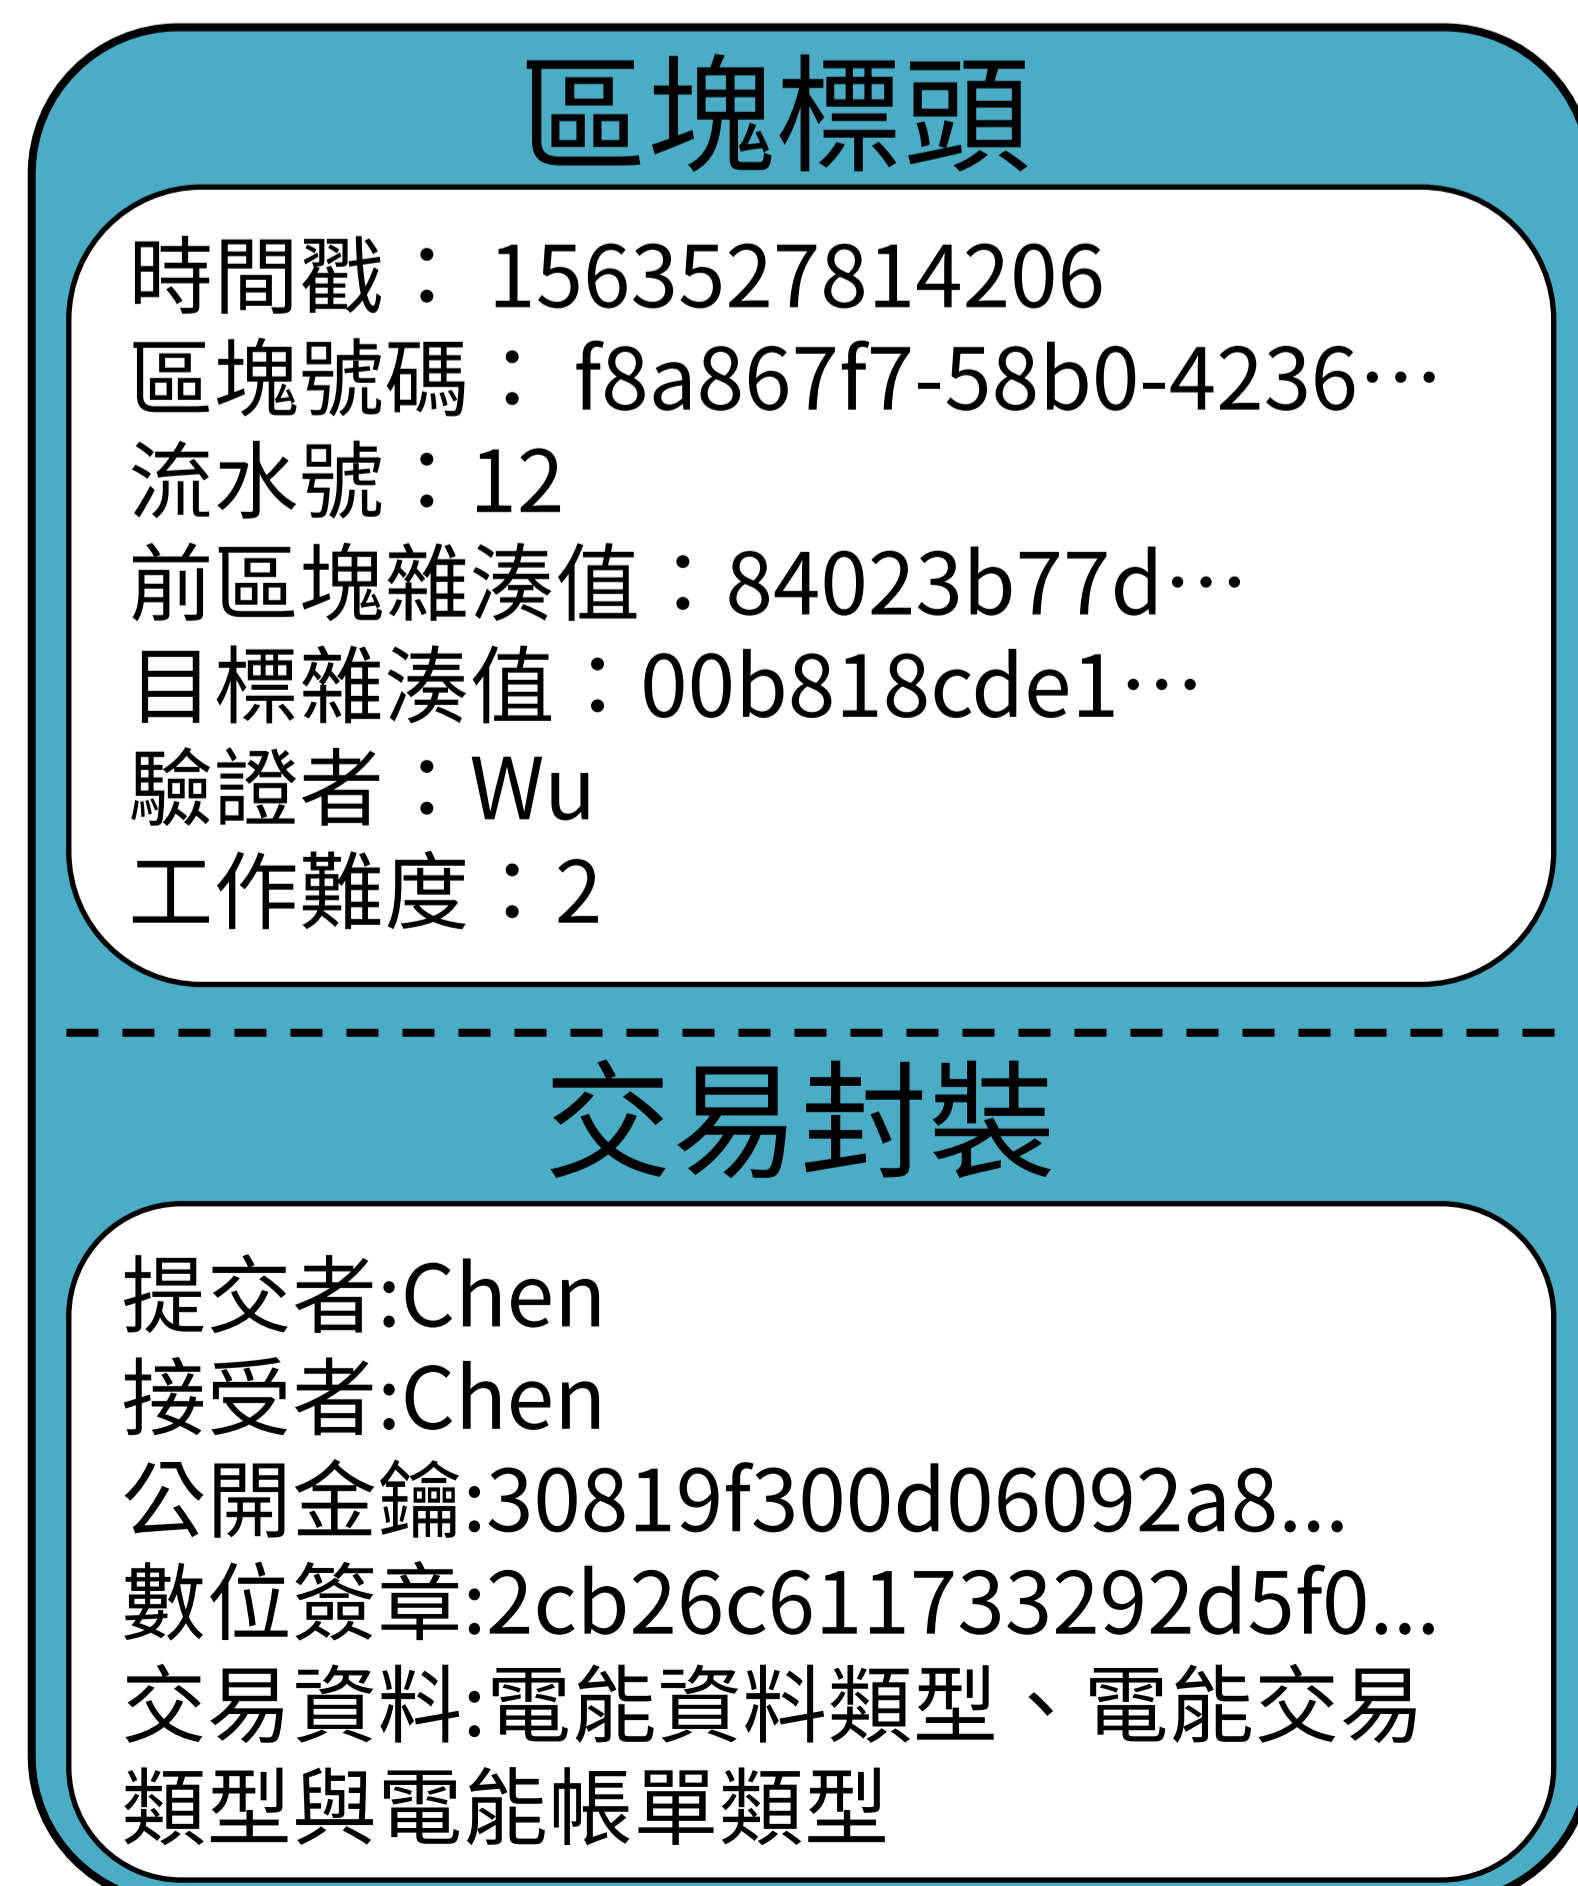 區塊標頭
時間戳： 1563527814206
區塊號碼： f8a867f7-58b0-4236…
流水號：12
前區塊雜湊值：84023b77d…
目標雜湊值：00b818cde1…
驗證者：Wu
工作難度：2
交易封裝
提交者:Chen
接受者:Chen
公開金鑰:30819f300d06092a8...
數位簽章:2cb26c611733292d5f0...
交易資料:電能資料類型、電能交易
類型與電能帳單類型